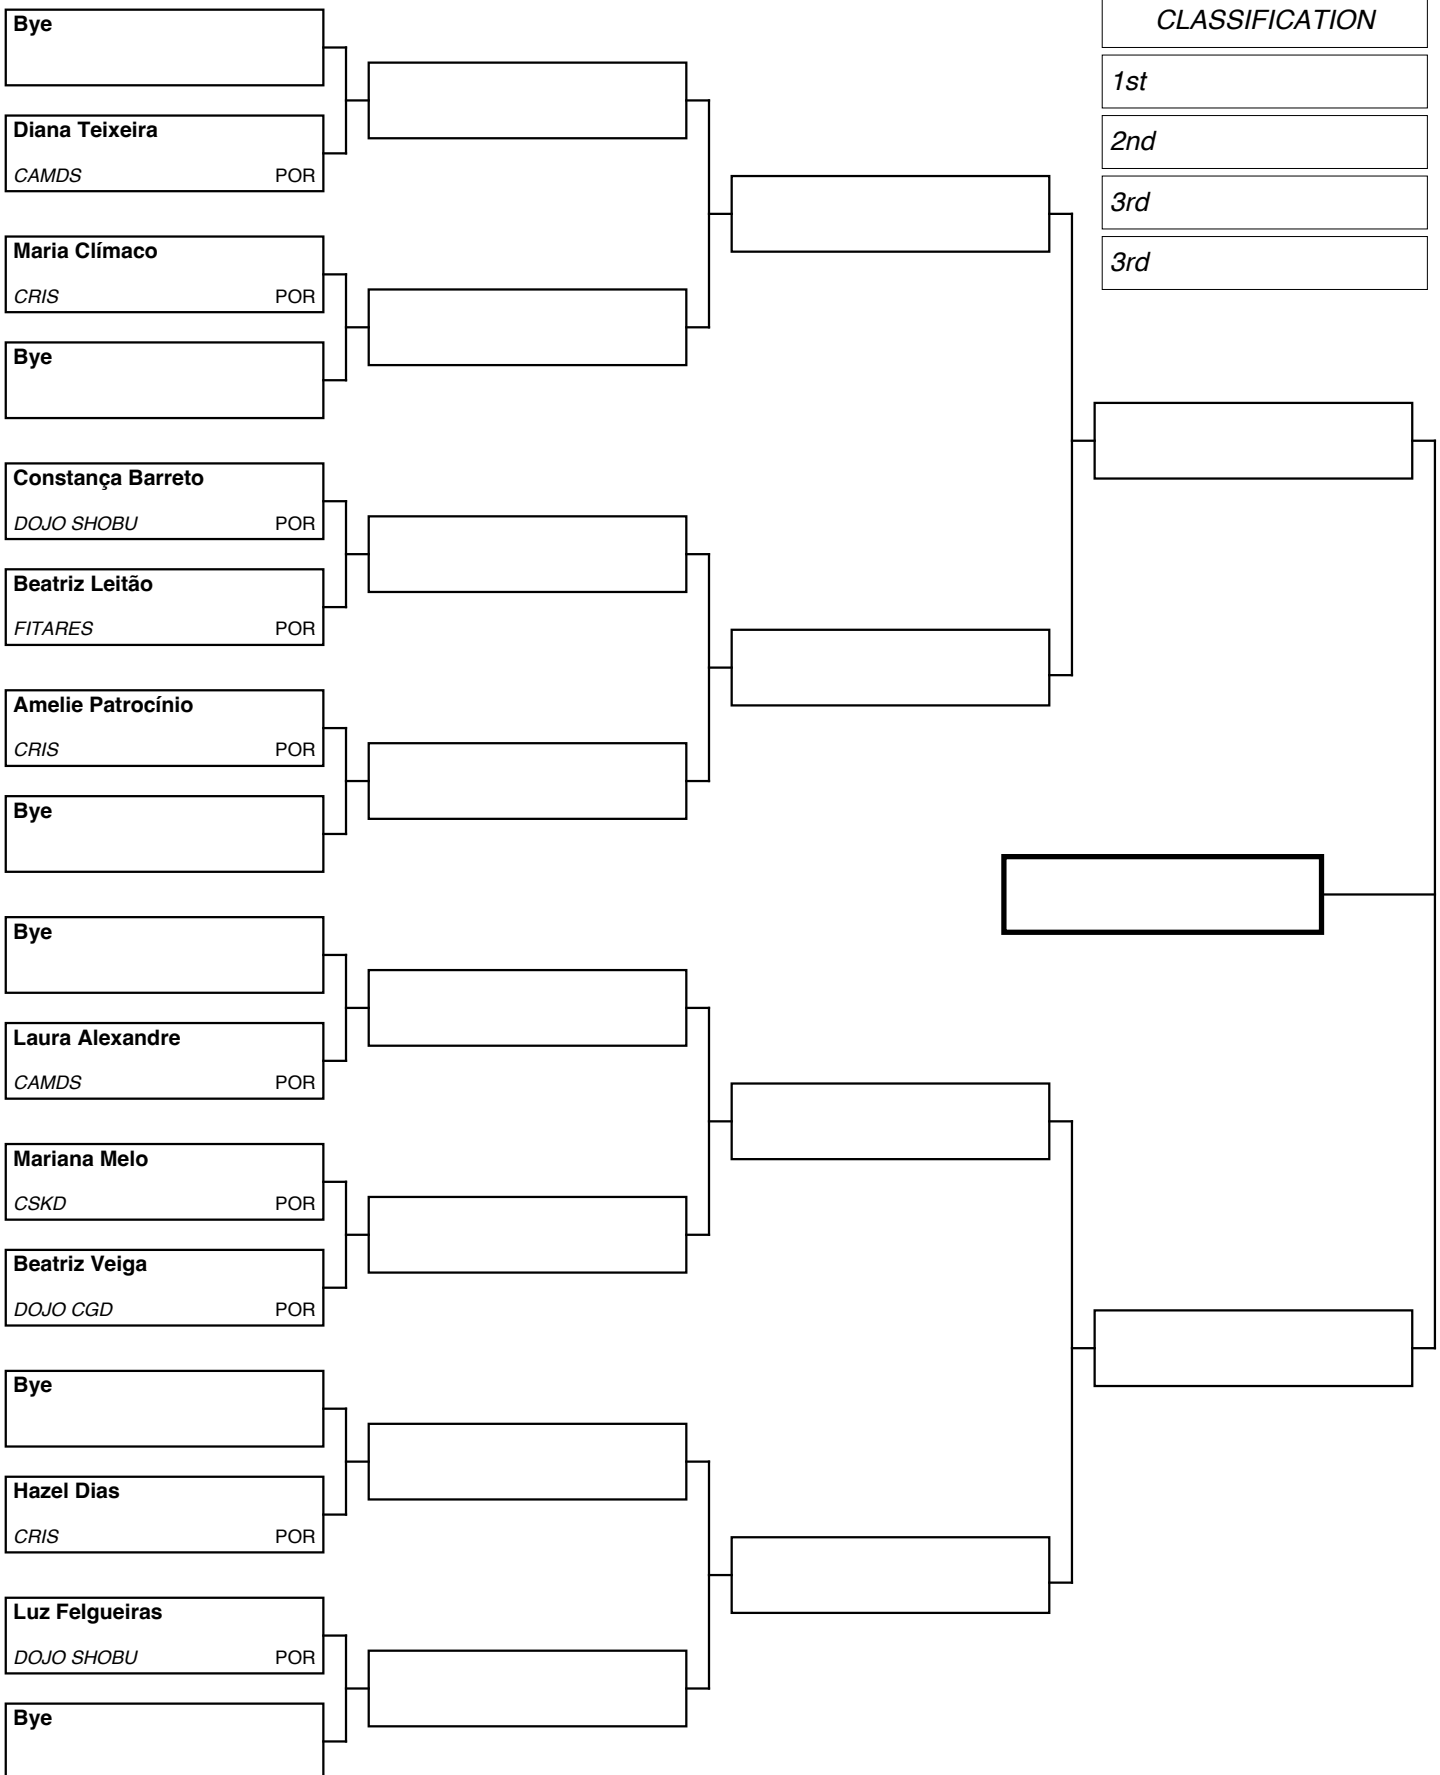 Bye
Diana Teixeira
CAMDS POR
Maria Clímaco
CRIS POR
Bye
Constança Barreto
DOJO SHOBU POR
Beatriz Leitão
FITARES POR
Amelie Patrocínio
CRIS POR
Bye
Bye
Laura Alexandre
CAMDS POR
Mariana Melo
CSKD POR
Beatriz Veiga
DOJO CGD POR
Bye
Hazel Dias
CRIS POR
Luz Felgueiras
DOJO SHOBU POR
Bye
CLASSIFICATION
1st
2nd
3rd
3rd